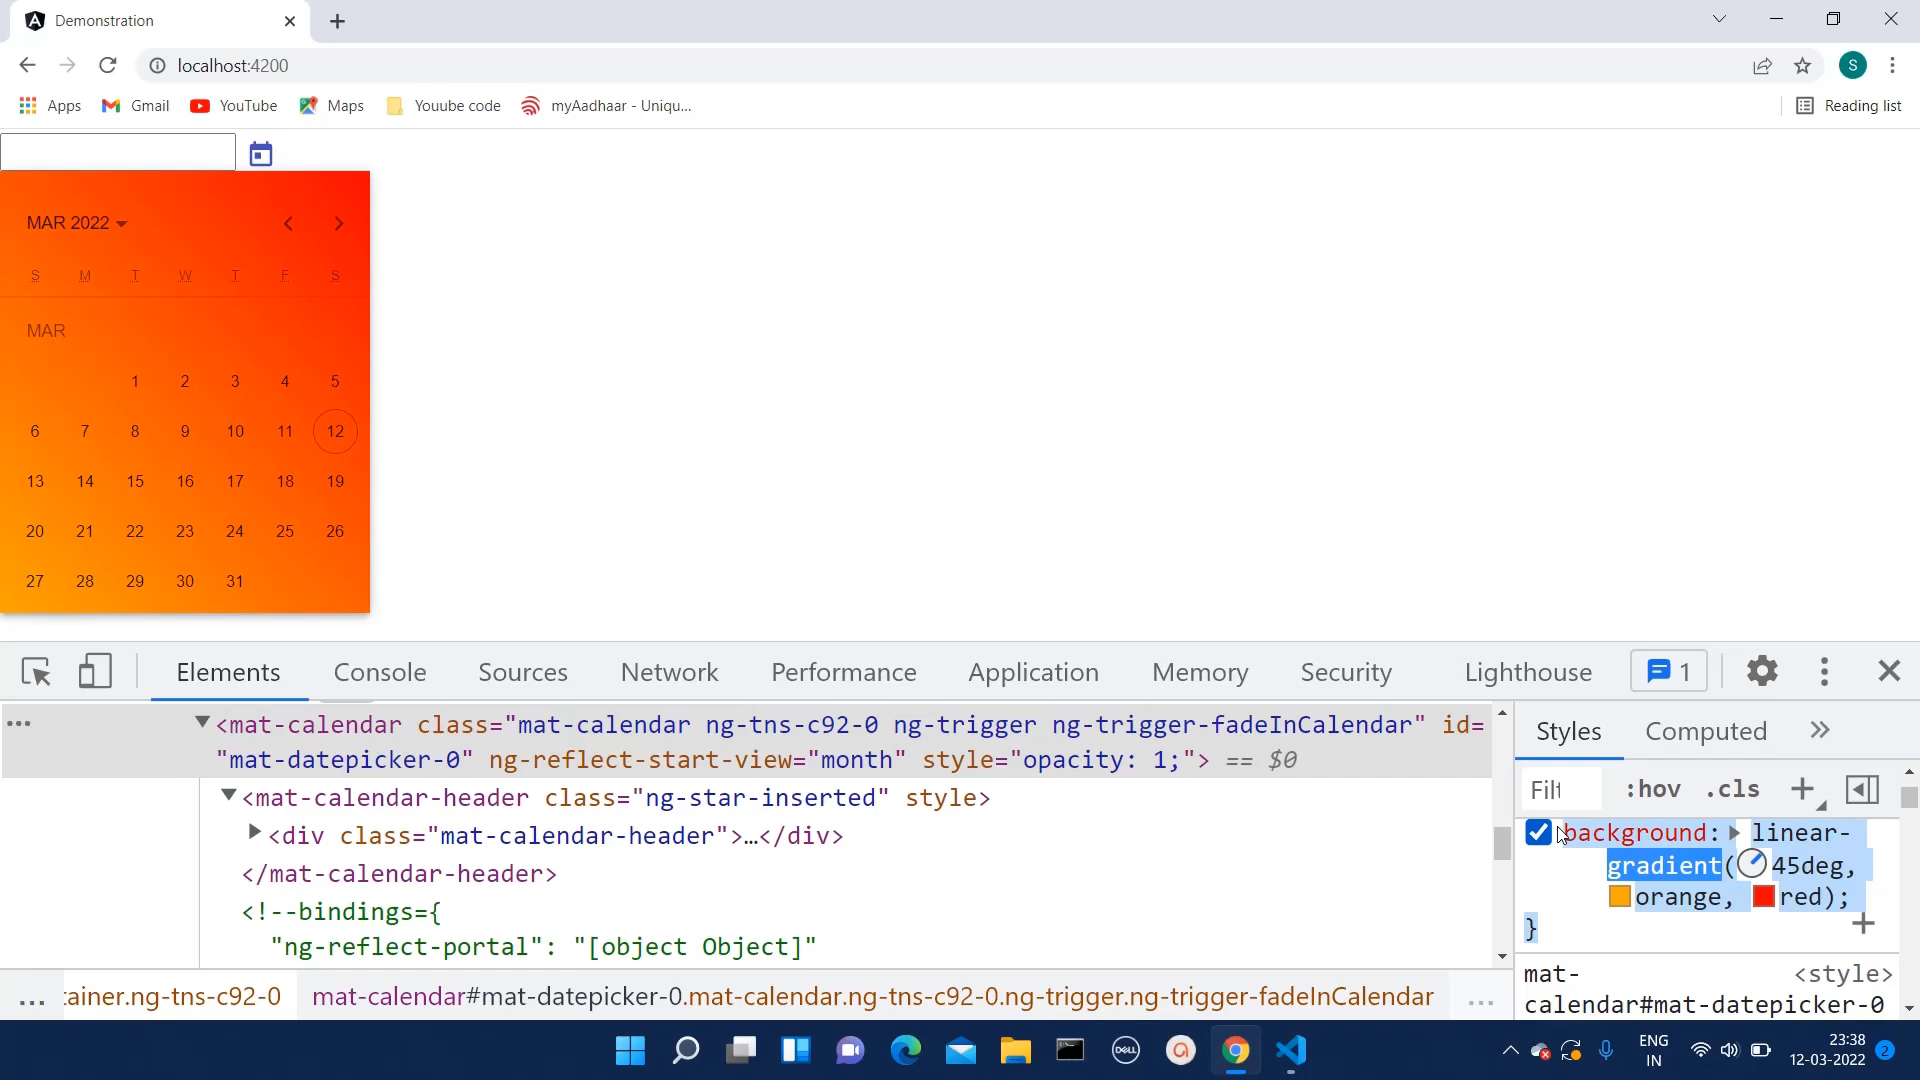 Demonstration
localhost:4200
S
Apps Gmail YouTube Maps Youube code myAadhaar - Uniqu... Reading list
MAR 2022
S M T W T F S
MAR
1 2 3 4 5
6 7 8 9 10 11 12
13 14 15 16 17 18 19
20 21 22 23 24 25 26
27 28 29 30 31
Elements Console Sources Network Performance Application Memory Security Lighthouse 1
... <mat-calendar class="mat-calendar ng-tns-c92-0 ng-trigger ng-trigger-fadeInCalendar" id=
"mat-datepicker-0" ng-reflect-start-view="month" style="opacity: 1;"> == $0
<mat-calendar-header class="ng-star-inserted" style>
<div class="mat-calendar-header">…</div>
</mat-calendar-header>
<!--bindings={
"ng-reflect-portal": "[object Object]"
... tainer.ng-tns-c92-0 mat-calendar#mat-datepicker-0.mat-calendar.ng-tns-c92-0.ng-trigger.ng-trigger-fadeInCalendar ...
Styles Computed »
Filt :hov .cls +
background: linear-
gradient(45deg,
orange, red);
}
mat- <style>
calendar#mat-datepicker-0
DELL
ENG
IN
23:38
12-03-2022
2